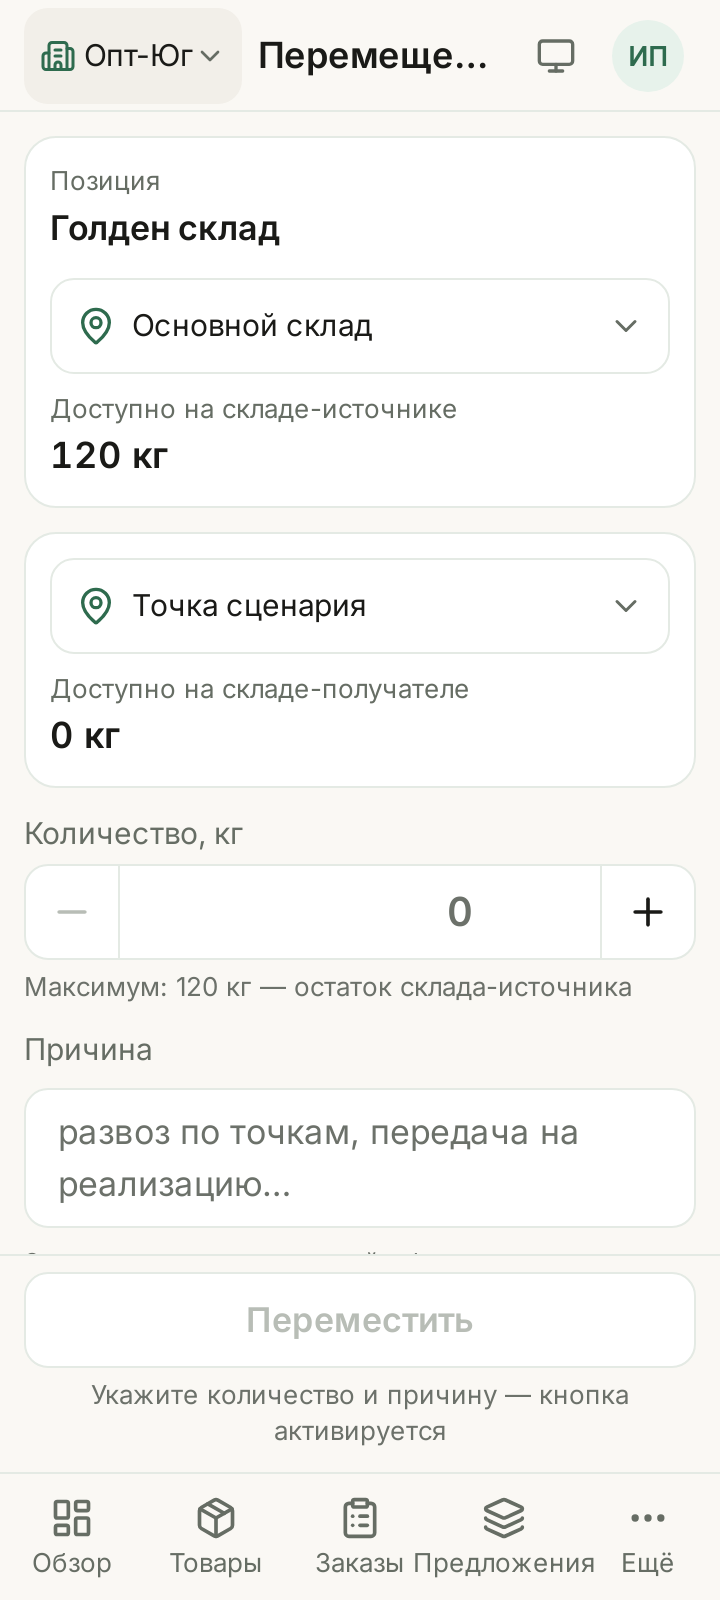 Опт-Юг
Перемеще...
ИП
Позиция
Голден склад
Основной склад
Доступно на складе-источнике
120 кг
Точка сценария
Доступно на складе-получателе
0 кг
Количество, кг
0
Максимум: 120 кг — остаток склада-источника
Причина
развоз по точкам, передача на
реализацию...
Переместить
Укажите количество и причину — кнопка
активируется
Обзор
Товары
Заказы
Предложения
Ещё